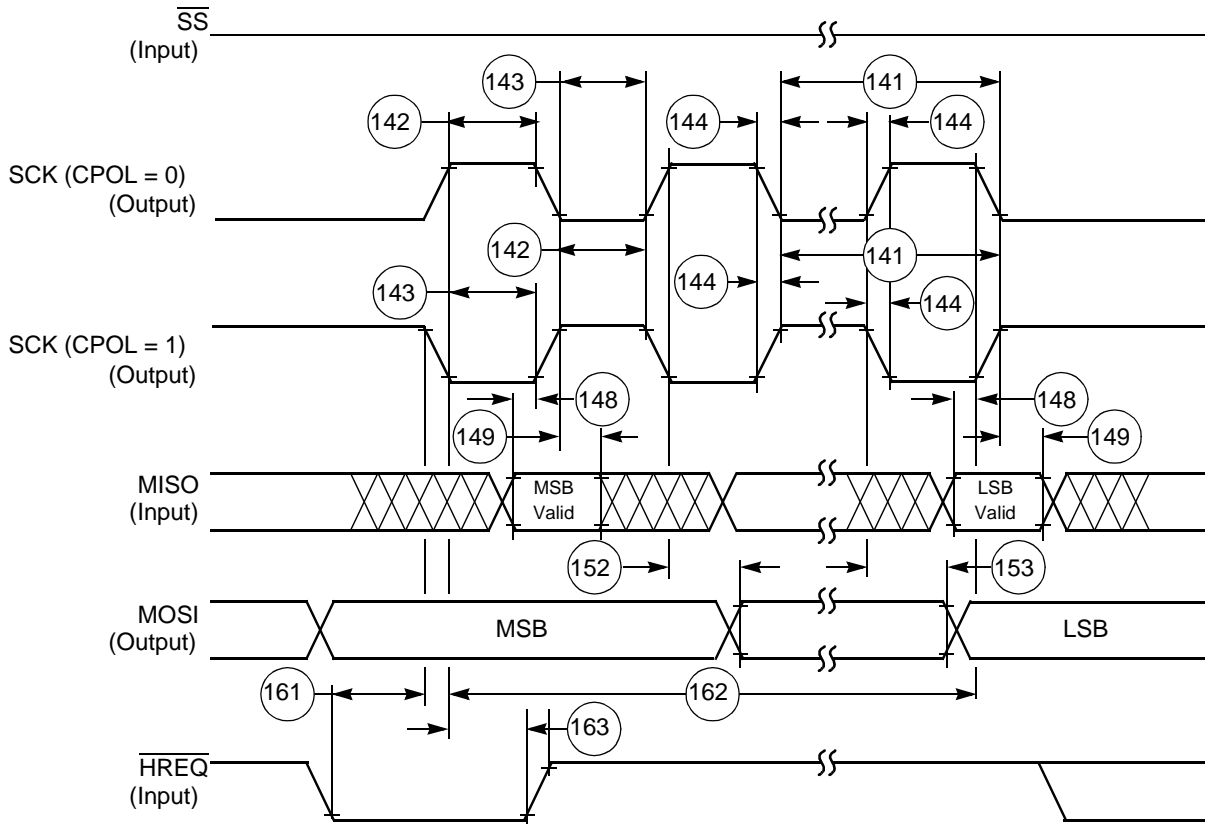 SS
(Input)
143
141
142
144
144
SCK (CPOL = 0)
(Output)
142
141
143
144
144
SCK (CPOL = 1)
(Output)
148
148
149
149
MISO
(Input)
MSB
Valid
LSB
Valid
152
153
MOSI
(Output)
MSB
LSB
161
162
163
HREQ
(Input)